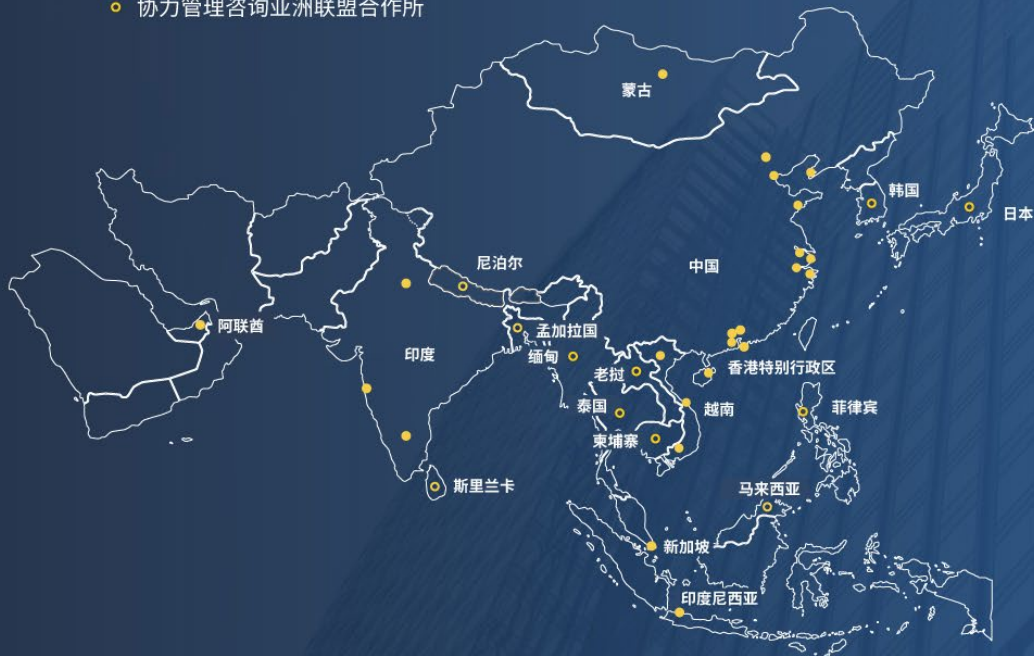 协力管理咨询亚洲联盟合作所
蒙古
韩国
日本
尼泊尔
中国
阿联酋
孟加拉国
印度
缅甸
香港特别行政区
老挝
泰国
越南
菲律宾
柬埔寨
斯里兰卡
马来西亚
新加坡
印度尼西亚